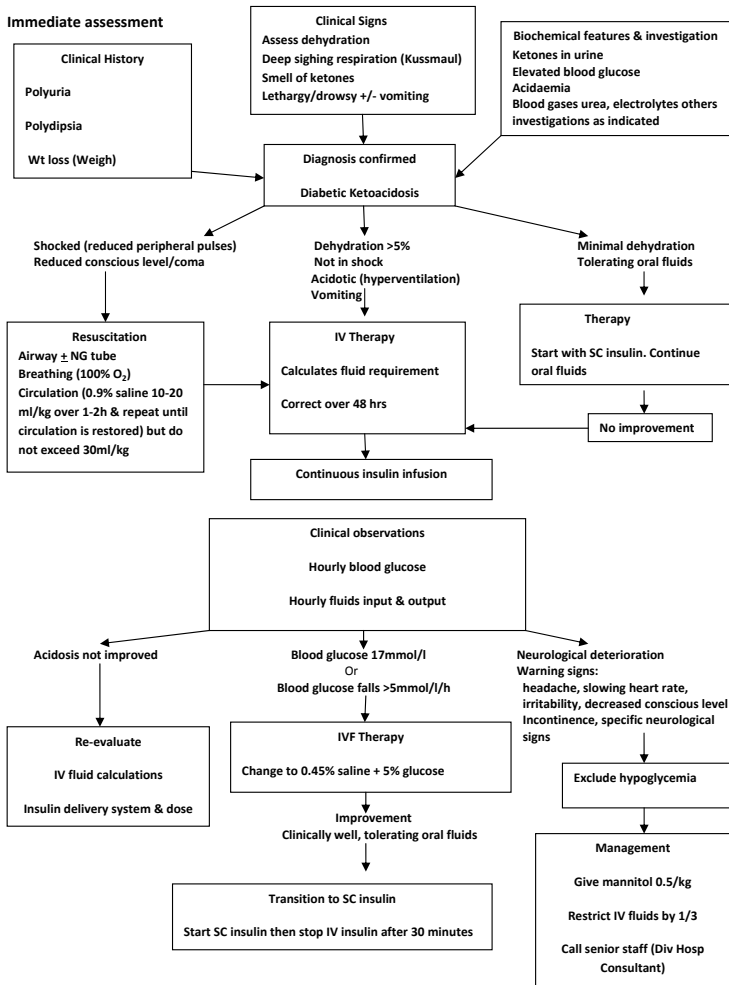 Immediate assessment
Clinical History
Polyuria
Polydipsia
Wt loss (Weigh)
Clinical Signs
Assess dehydration
Deep sighing respiration (Kussmaul)
Smell of ketones
Lethargy/drowsy +/- vomiting
Biochemical features & investigation
Ketones in urine
Elevated blood glucose
Acidaemia
Blood gases urea, electrolytes others
investigations as indicated
Diagnosis confirmed
Diabetic Ketoacidosis
Shocked (reduced peripheral pulses)
Reduced conscious level/coma
Dehydration >5%
Not in shock
Acidotic (hyperventilation)
Vomiting
Minimal dehydration
Tolerating oral fluids
Resuscitation
Airway ± NG tube
Breathing (100% O₂)
Circulation (0.9% saline 10-20
ml/kg over 1-2h & repeat until
circulation is restored) but do
not exceed 30ml/kg
IV Therapy
Calculates fluid requirement
Correct over 48 hrs
Therapy
Start with SC insulin. Continue
oral fluids
No improvement
Continuous insulin infusion
Clinical observations
Hourly blood glucose
Hourly fluids input & output
Acidosis not improved
Blood glucose 17mmol/l
Or
Blood glucose falls >5mmol/l/h
Neurological deterioration
Warning signs:
headache, slowing heart rate,
irritability, decreased conscious level
Incontinence, specific neurological
signs
Re-evaluate
IV fluid calculations
Insulin delivery system & dose
IVF Therapy
Change to 0.45% saline + 5% glucose
Exclude hypoglycemia
Improvement
Clinically well, tolerating oral fluids
Transition to SC insulin
Start SC insulin then stop IV insulin after 30 minutes
Management
Give mannitol 0.5/kg
Restrict IV fluids by 1/3
Call senior staff (Div Hosp
Consultant)